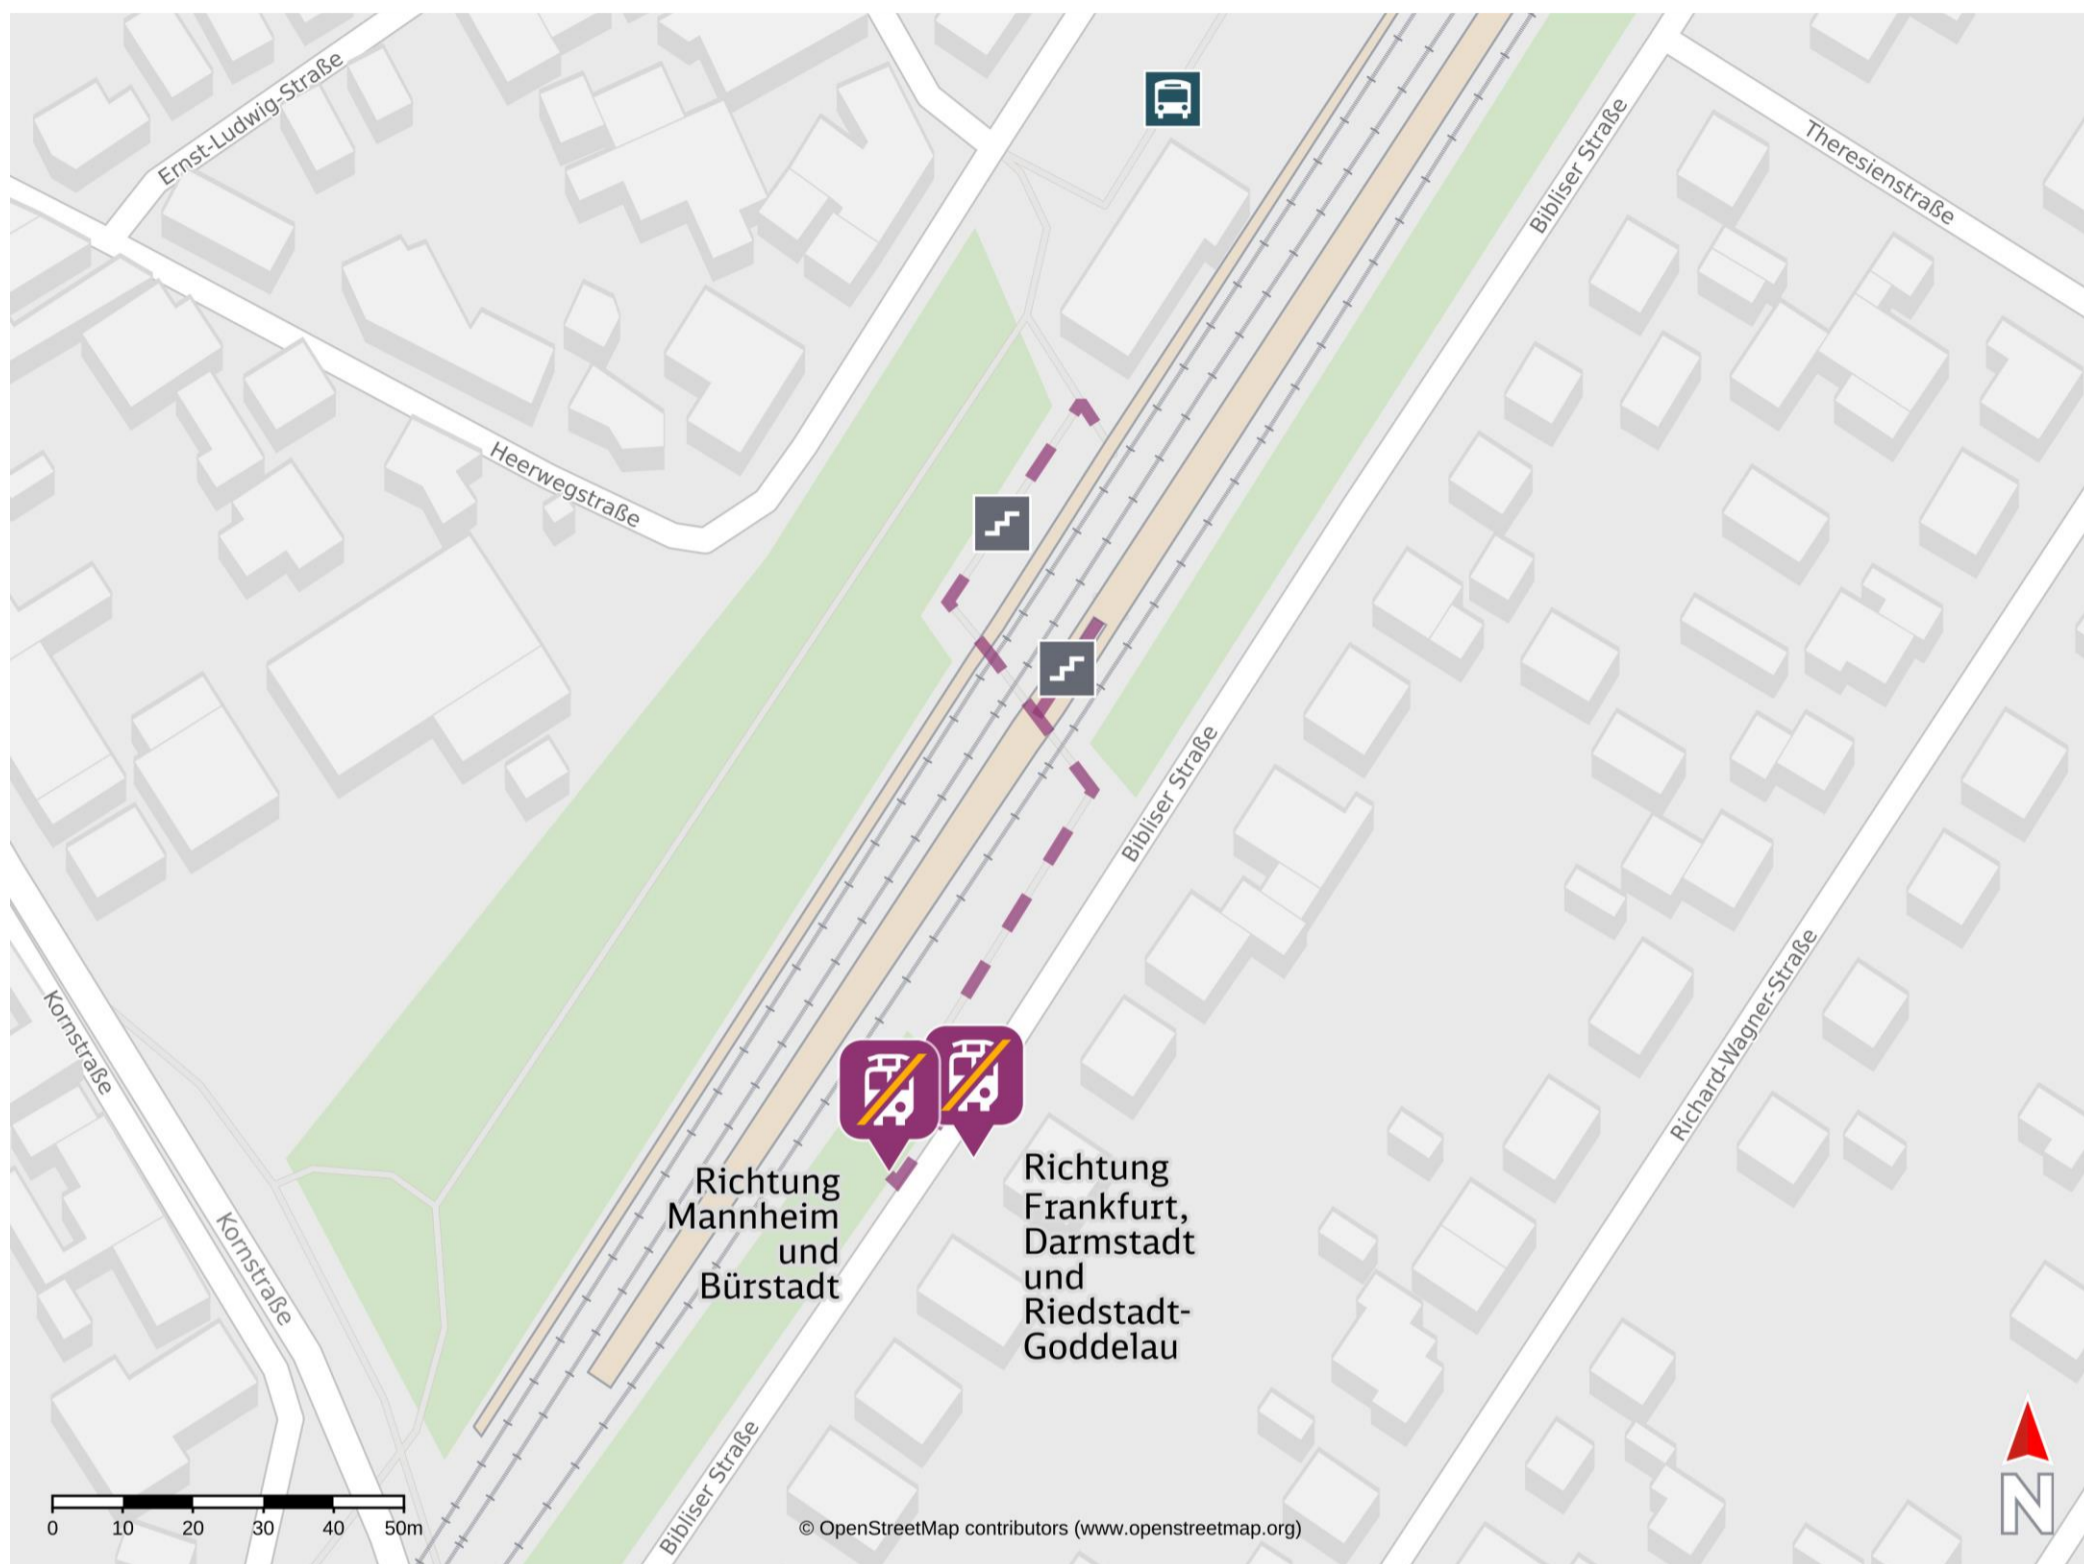 Ernst-Ludwig-Straße
Bibliser Straße
Theresienstraße
Heerwegstraße
Bibliser Straße
Kornstraße
Richard-Wagner-Straße
Kornstraße
Richtung
Mannheim
und
Bürstadt
Richtung
Frankfurt,
Darmstadt
und
Riedstadt-
Goddelau
Bibliser Straße
0 10 20 30 40 50m
© OpenStreetMap contributors (www.openstreetmap.org)
N